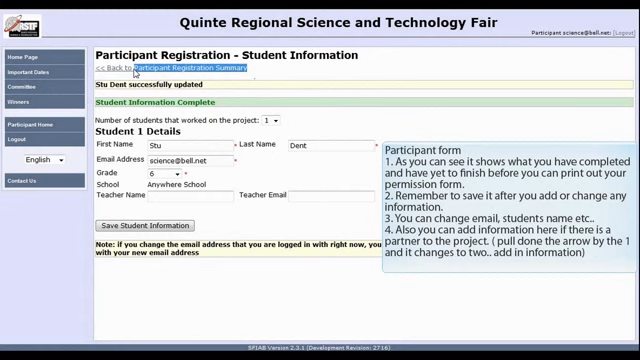 Quinte Regional Science and Technology Fair
Participant science@bell.net: [Logout]
Home Page
Important Dates
Committee
Winners
Participant Home
Logout
English
Contact Us
Participant Registration - Student Information
<< Back to Participant Registration Summary
Stu Dent successfully updated
Student Information Complete
Number of students that worked on the project: 1
Student 1 Details
First Name Stu * Last Name Dent *
Email Address science@bell.net *
Grade 6 *
School Anywhere School
Teacher Name Teacher Email
Save Student Information
Note: if you change the email address that you are logged in with right now, you
with your new email address
Participant form
1. As you can see it shows what you have completed
and have yet to finish before you can print out your
permission form.
2. Remember to save it after you add or change any
information.
3. You can change email, students name etc..
4. Also you can add information here if there is a
partner to the project. ( pull done the arrow by the 1
and it changes to two.. add in information)
SFIAB Version 2.3.1 (Development Revision: 2716)